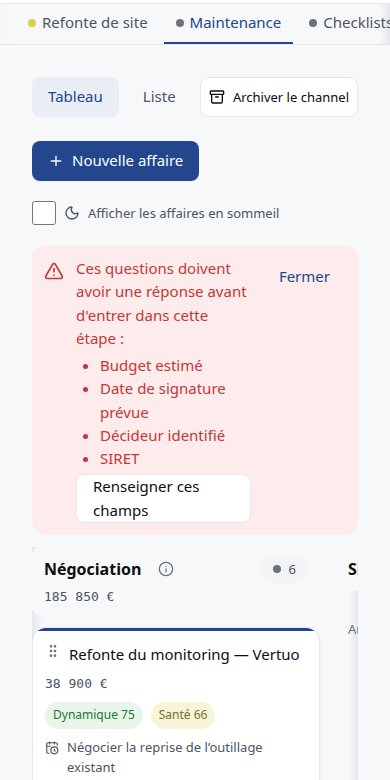 Refonte de site Maintenance Checklists
Tableau Liste Archiver le channel
+ Nouvelle affaire
Afficher les affaires en sommeil
Ces questions doivent
avoir une réponse avant
d'entrer dans cette
étape :
Fermer
• Budget estimé
• Date de signature
prévue
• Décideur identifié
• SIRET
Renseigner ces
champs
Négociation 6
185 850 €
Refonte du monitoring — Vertuo
38 900 €
Dynamique 75 Santé 66
Négocier la reprise de l’outillage
existant